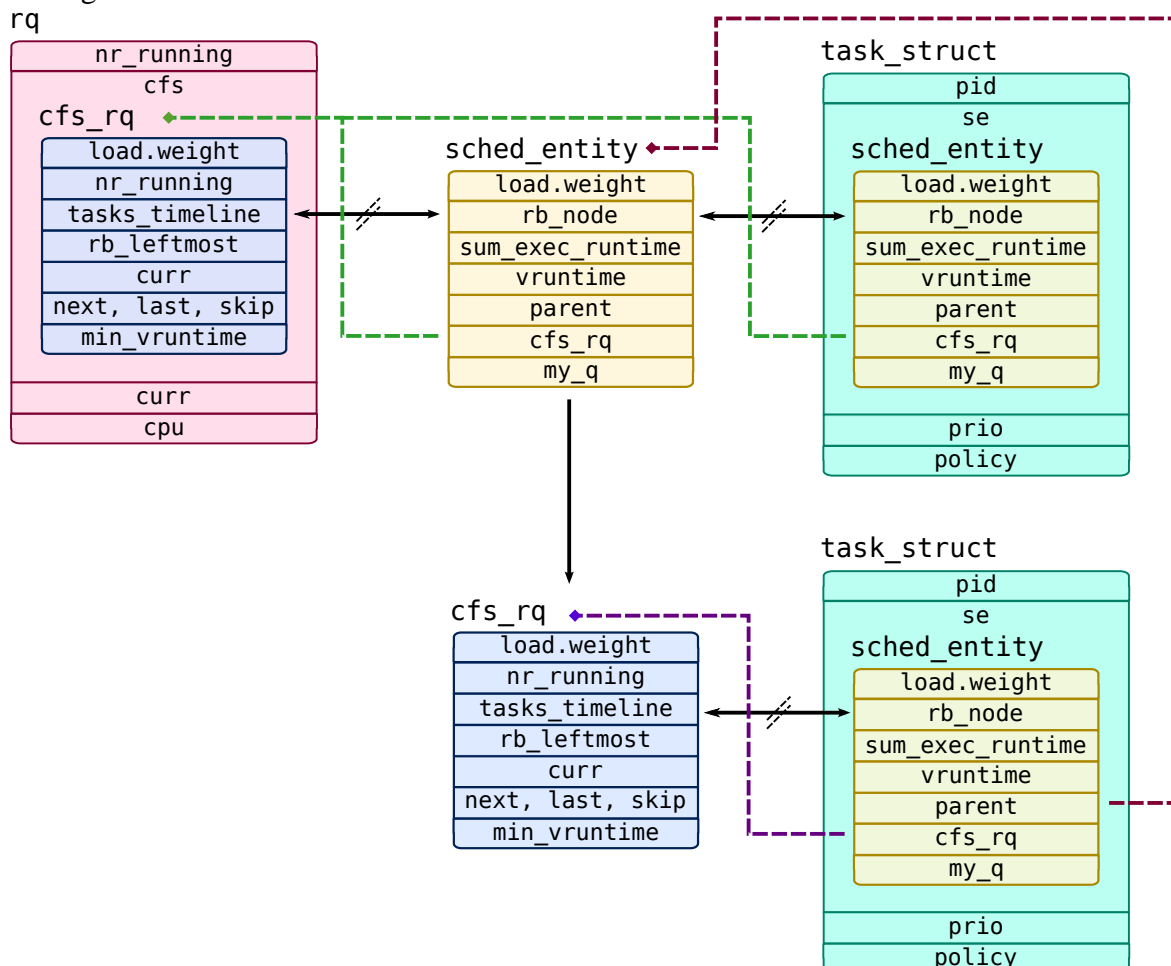 rq
nr_running
cfs
cfs_rq
load.weight
nr_running
tasks_timeline
rb_leftmost
curr
next, last, skip
min_vruntime
curr
cpu
sched_entity
load.weight
rb_node
sum_exec_runtime
vruntime
parent
cfs_rq
my_q
task_struct
pid
se
sched_entity
load.weight
rb_node
sum_exec_runtime
vruntime
parent
cfs_rq
my_q
prio
policy
cfs_rq
load.weight
nr_running
tasks_timeline
rb_leftmost
curr
next, last, skip
min_vruntime
task_struct
pid
se
sched_entity
load.weight
rb_node
sum_exec_runtime
vruntime
parent
cfs_rq
my_q
prio
policy